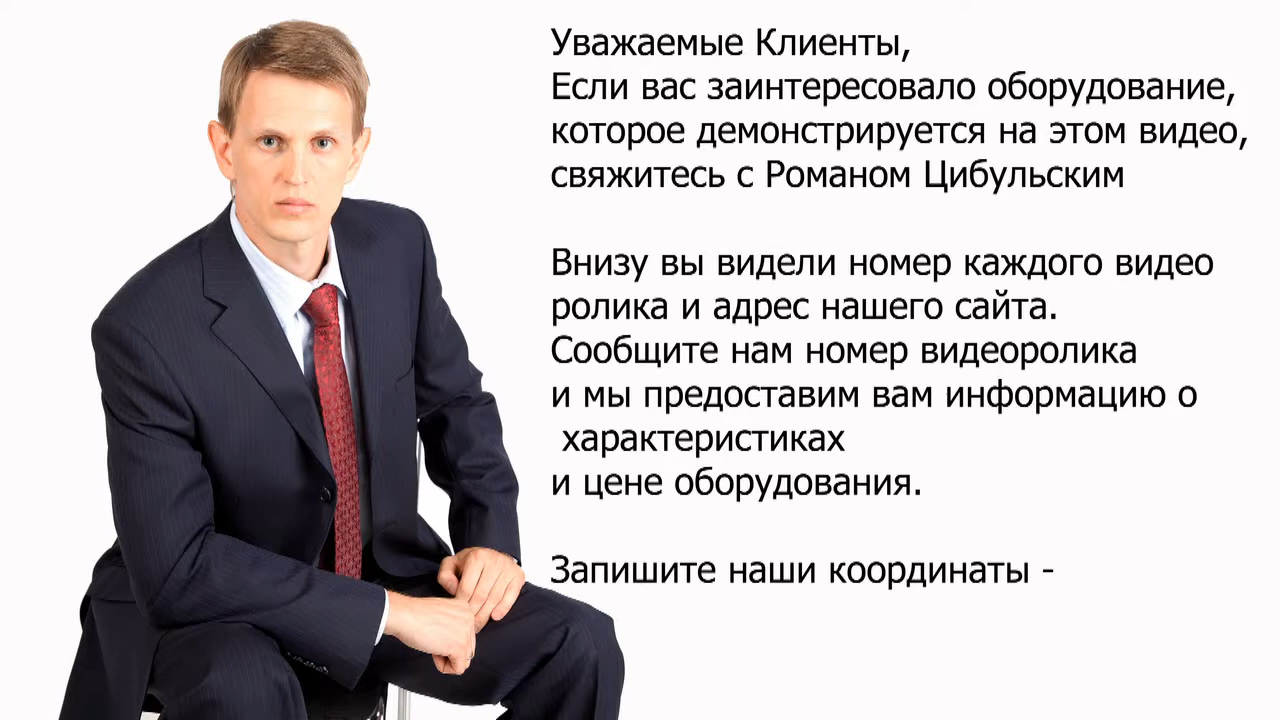 Уважаемые Клиенты,
Если вас заинтересовало оборудование,
которое демонстрируется на этом видео,
свяжитесь с Романом Цибульским
Внизу вы видели номер каждого видео
ролика и адрес нашего сайта.
Сообщите нам номер видеоролика
и мы предоставим вам информацию о
характеристиках
и цене оборудования.
Запишите наши координаты -